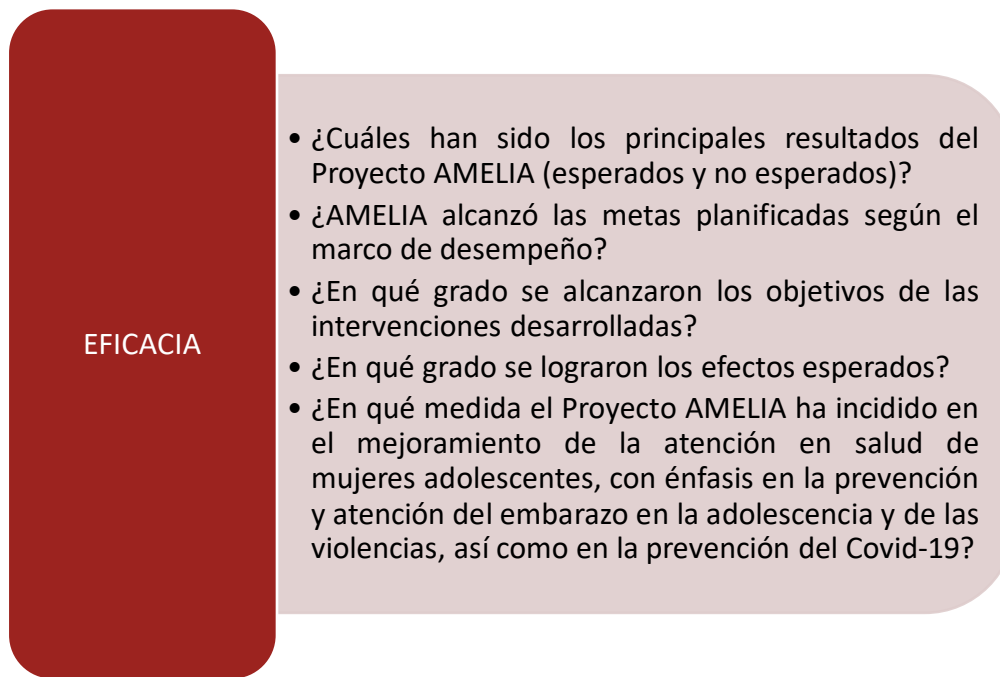 EFICACIA
• ¿Cuáles han sido los principales resultados del
Proyecto AMELIA (esperados y no esperados)?
• ¿AMELIA alcanzó las metas planificadas según el
marco de desempeño?
• ¿En qué grado se alcanzaron los objetivos de las
intervenciones desarrolladas?
• ¿En qué grado se lograron los efectos esperados?
• ¿En qué medida el Proyecto AMELIA ha incidido en
el mejoramiento de la atención en salud de
mujeres adolescentes, con énfasis en la prevención
y atención del embarazo en la adolescencia y de las
violencias, así como en la prevención del Covid-19?